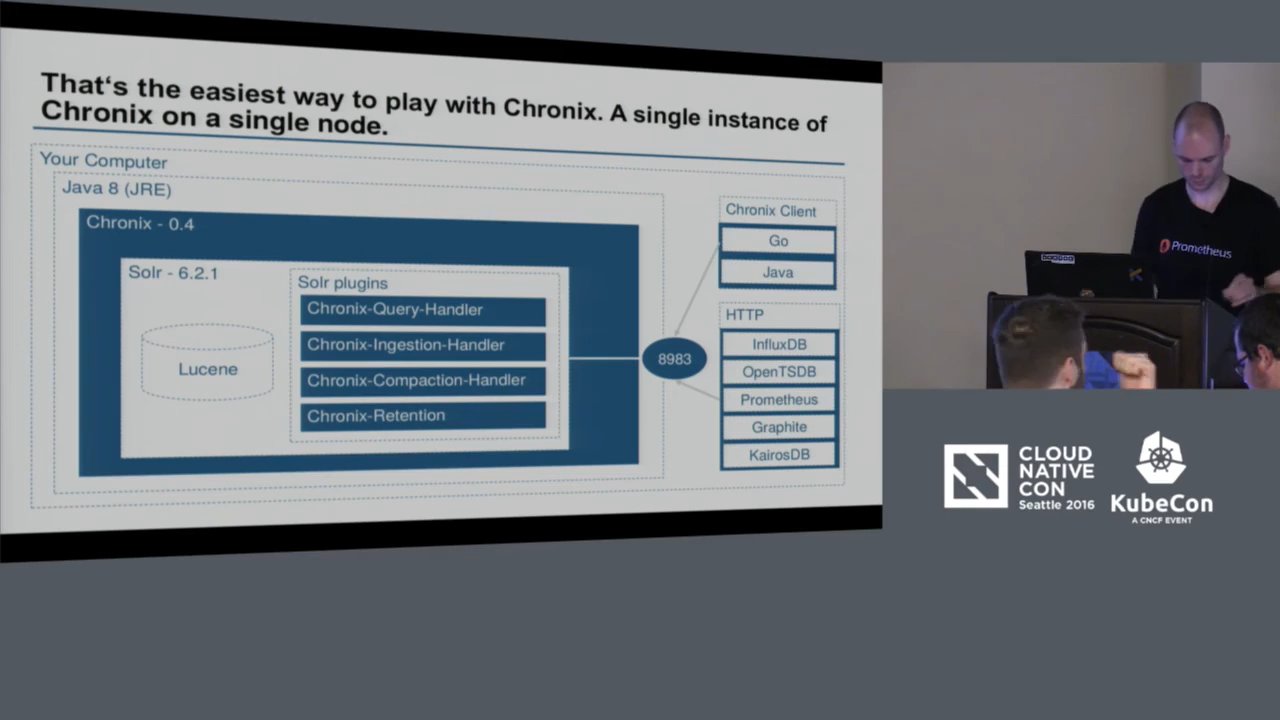 That‘s the easiest way to play with Chronix. A single instance of
Chronix on a single node.
Your Computer
Java 8 (JRE)
Chronix - 0.4
Solr - 6.2.1
Lucene
Solr plugins
Chronix-Query-Handler
Chronix-Ingestion-Handler
Chronix-Compaction-Handler
Chronix-Retention
8983
Chronix Client
Go
Java
HTTP
InfluxDB
OpenTSDB
Prometheus
Graphite
KairosDB
Prometheus
CLOUD
NATIVE
CON
Seattle 2016
KubeCon
A CNCF EVENT